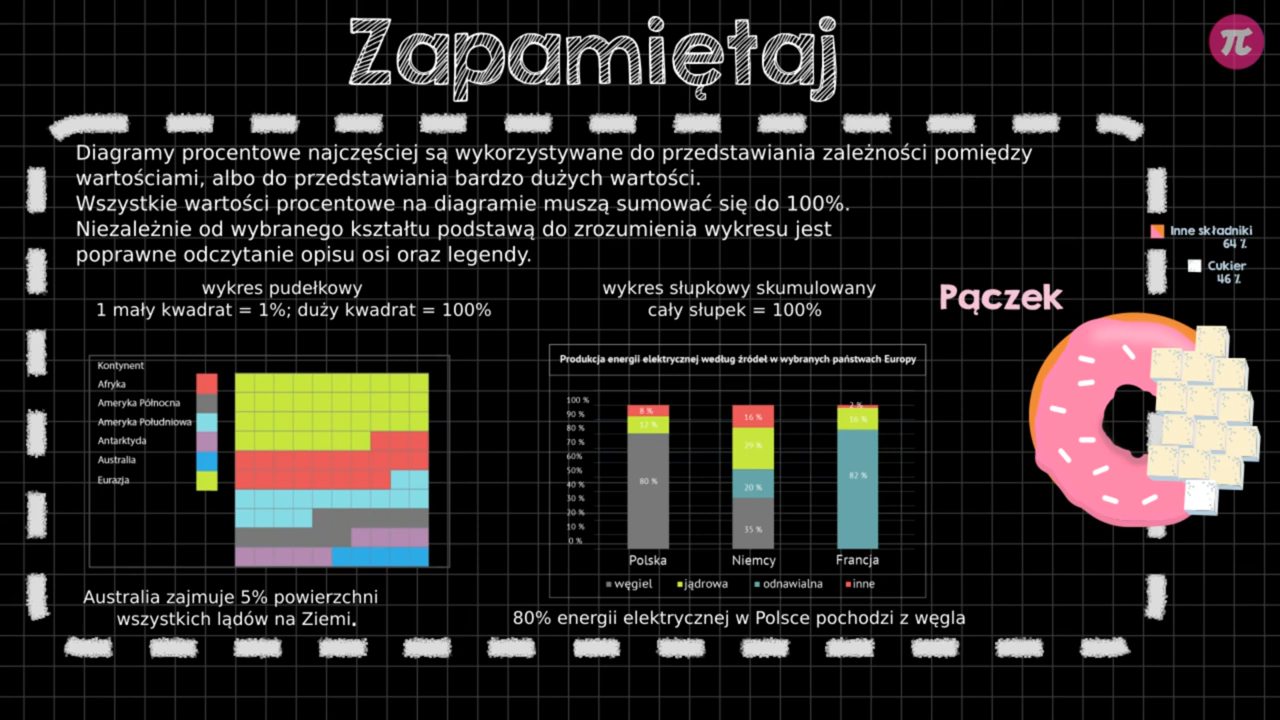 Zapamiętaj
π
Diagramy procentowe najczęściej są wykorzystywane do przedstawiania zależności pomiędzy
wartościami, albo do przedstawiania bardzo dużych wartości.
Wszystkie wartości procentowe na diagramie muszą sumować się do 100%.
Niezależnie od wybranego kształtu podstawą do zrozumienia wykresu jest
poprawne odczytanie opisu osi oraz legendy.
wykres pudełkowy
1 mały kwadrat = 1%; duży kwadrat = 100%
Kontynent
Afryka
Ameryka Północna
Ameryka Południowa
Antarktyda
Australia
Eurazja
Australia zajmuje 5% powierzchni
wszystkich lądów na Ziemi.
wykres słupkowy skumulowany
cały słupek = 100%
Produkcja energii elektrycznej według źródeł w wybranych państwach Europy
100 %
90 %
80 %
70 %
60%
50%
40 %
30 %
20 %
10 %
0 %
8 %
12 %
80 %
16 %
29 %
20 %
35 %
2 %
16 %
82 %
Polska Niemcy Francja
węgiel jądrowa odnawialna inne
80% energii elektrycznej w Polsce pochodzi z węgla
Pączek
Inne składniki
64 %
Cukier
46 %